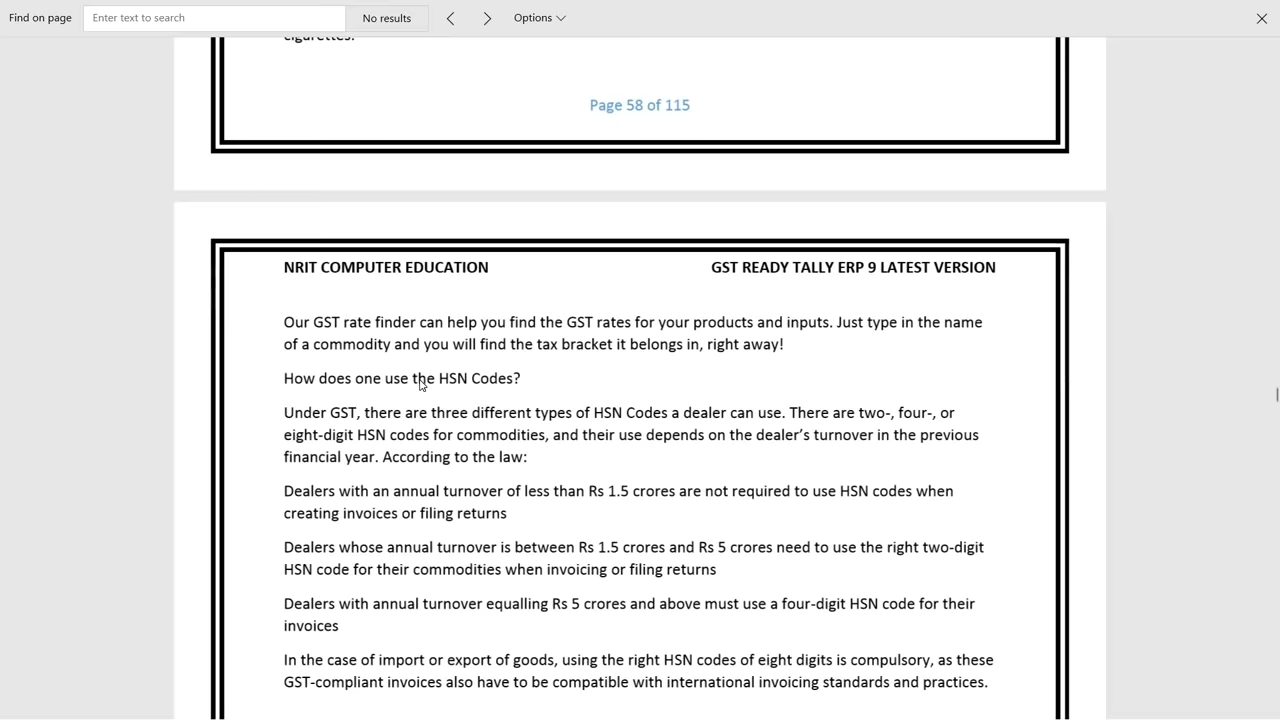 Find on page
Enter text to search
No results
Options
cigarettes.
Page 58 of 115
NRIT COMPUTER EDUCATION
GST READY TALLY ERP 9 LATEST VERSION
Our GST rate finder can help you find the GST rates for your products and inputs. Just type in the name
of a commodity and you will find the tax bracket it belongs in, right away!
How does one use the HSN Codes?
Under GST, there are three different types of HSN Codes a dealer can use. There are two-, four-, or
eight-digit HSN codes for commodities, and their use depends on the dealer’s turnover in the previous
financial year. According to the law:
Dealers with an annual turnover of less than Rs 1.5 crores are not required to use HSN codes when
creating invoices or filing returns
Dealers whose annual turnover is between Rs 1.5 crores and Rs 5 crores need to use the right two-digit
HSN code for their commodities when invoicing or filing returns
Dealers with annual turnover equalling Rs 5 crores and above must use a four-digit HSN code for their
invoices
In the case of import or export of goods, using the right HSN codes of eight digits is compulsory, as these
GST-compliant invoices also have to be compatible with international invoicing standards and practices.